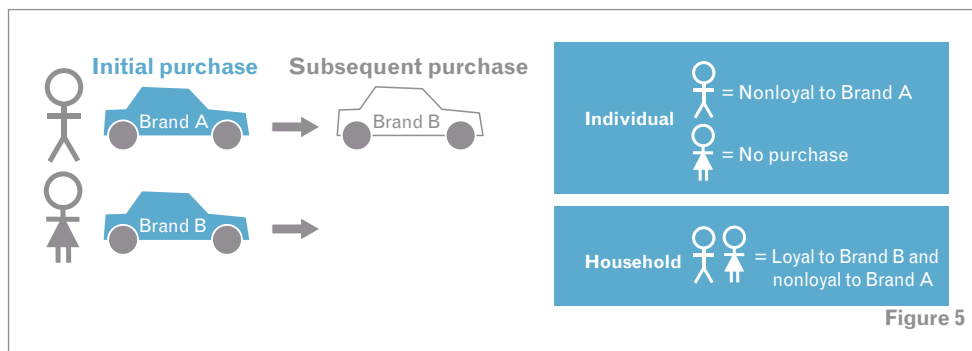 Initial purchase
Subsequent purchase
Brand A
Brand B
Brand B
Individual
= Nonloyal to Brand A
= No purchase
Household
= Loyal to Brand B and
nonloyal to Brand A
Figure 5